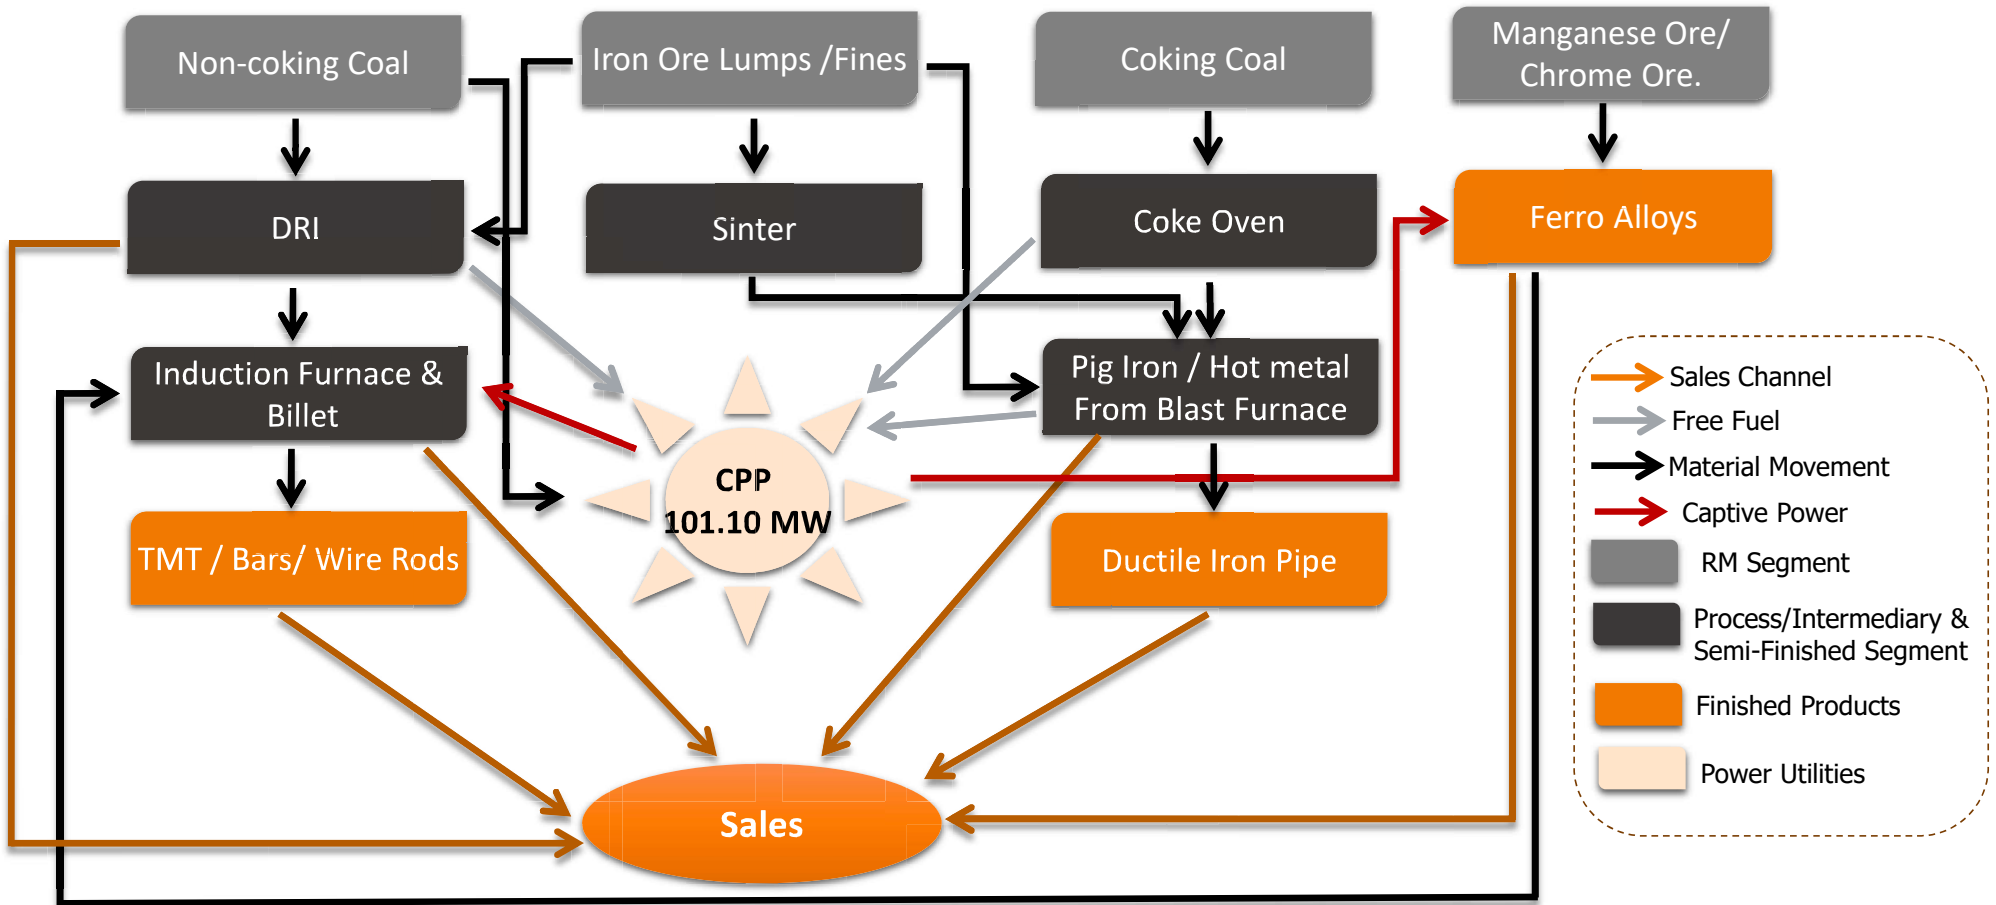 Non-coking Coal
Iron Ore Lumps /Fines
Coking Coal
Manganese Ore/
Chrome Ore.
DRI
Sinter
Coke Oven
Ferro Alloys
Induction Furnace &
Billet
Pig Iron / Hot metal
From Blast Furnace
CPP
101.10 MW
TMT / Bars/ Wire Rods
Ductile Iron Pipe
Sales
Sales Channel
Free Fuel
Material Movement
Captive Power
RM Segment
Process/Intermediary &
Semi-Finished Segment
Finished Products
Power Utilities